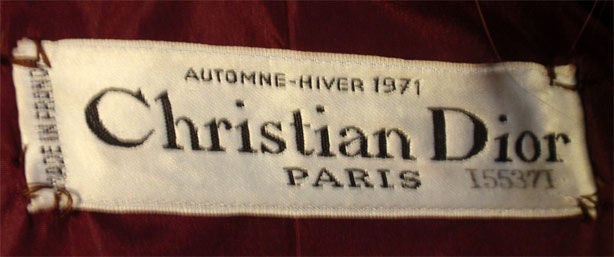 AUTOMNE-HIVER 1971
Christian Dior
PARIS 155371
MADE IN FRANCE